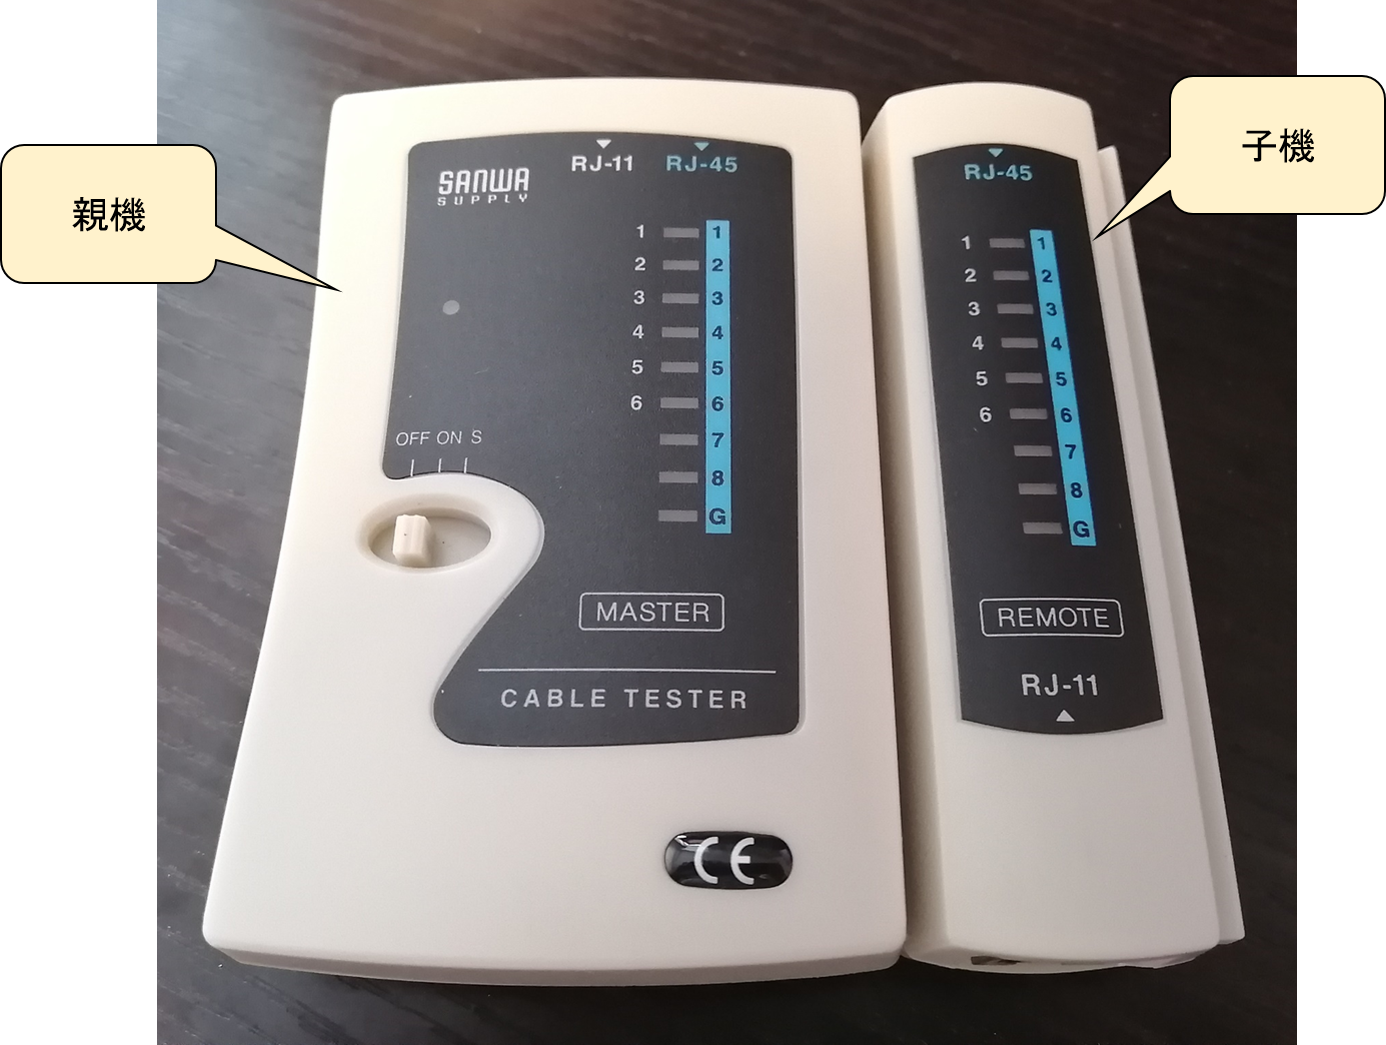 親機
子機
SANWA
SUPPLY
RJ-11 RJ-45
1 1
2 2
3 3
4 4
5 5
6 6
7
8
G
OFF ON S
MASTER
CABLE TESTER
CE
RJ-45
1 1
2 2
3 3
4 4
5 5
6 6
7
8
G
REMOTE
RJ-11